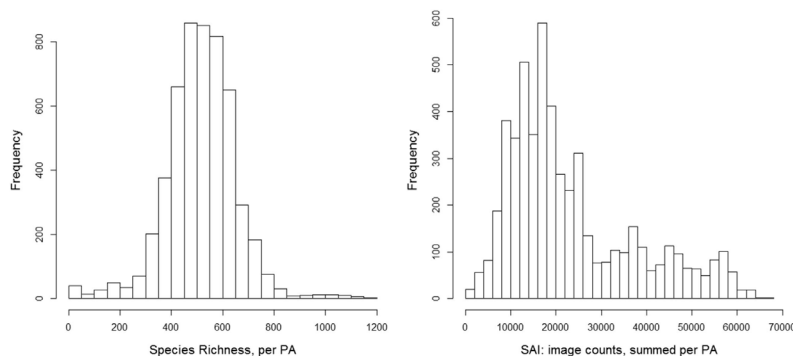 Frequency
0 200 400 600 800
0 200 400 600 800 1000 1200
Species Richness, per PA
Frequency
0 100 200 300 400 500 600
0 10000 20000 30000 40000 50000 60000 70000
SAI: image counts, summed per PA